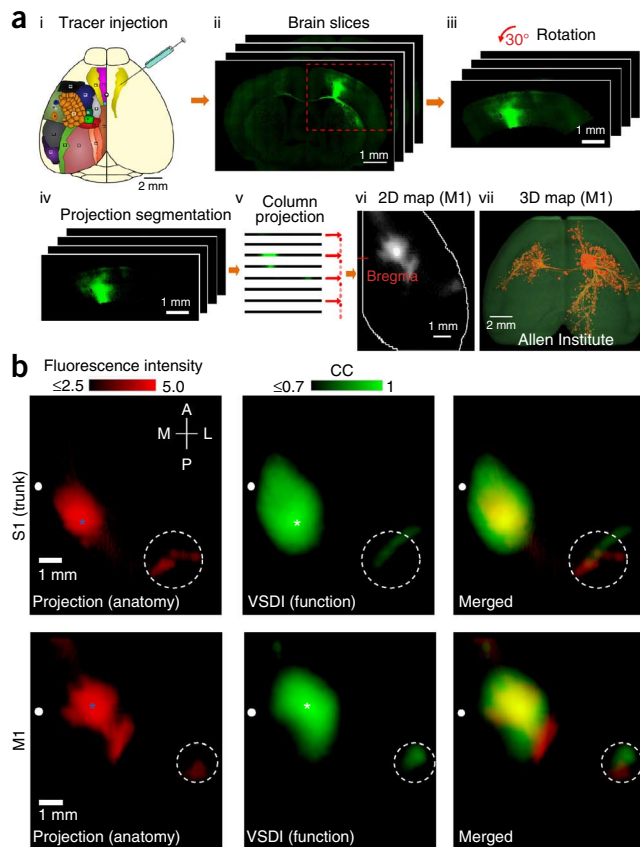 a
i
Tracer injection
2 mm
ii
Brain slices
1 mm
iii
30° Rotation
1 mm
iv
Projection segmentation
1 mm
v
Column
projection
vi
2D map (M1)
Bregma
1 mm
vii
3D map (M1)
2 mm
Allen Institute
b
Fluorescence intensity
≤2.5 5.0
CC
≤0.7 1
S1 (trunk)
A
M L
P
*
1 mm
Projection (anatomy)
*
VSDI (function)
Merged
M1
*
1 mm
Projection (anatomy)
*
VSDI (function)
Merged